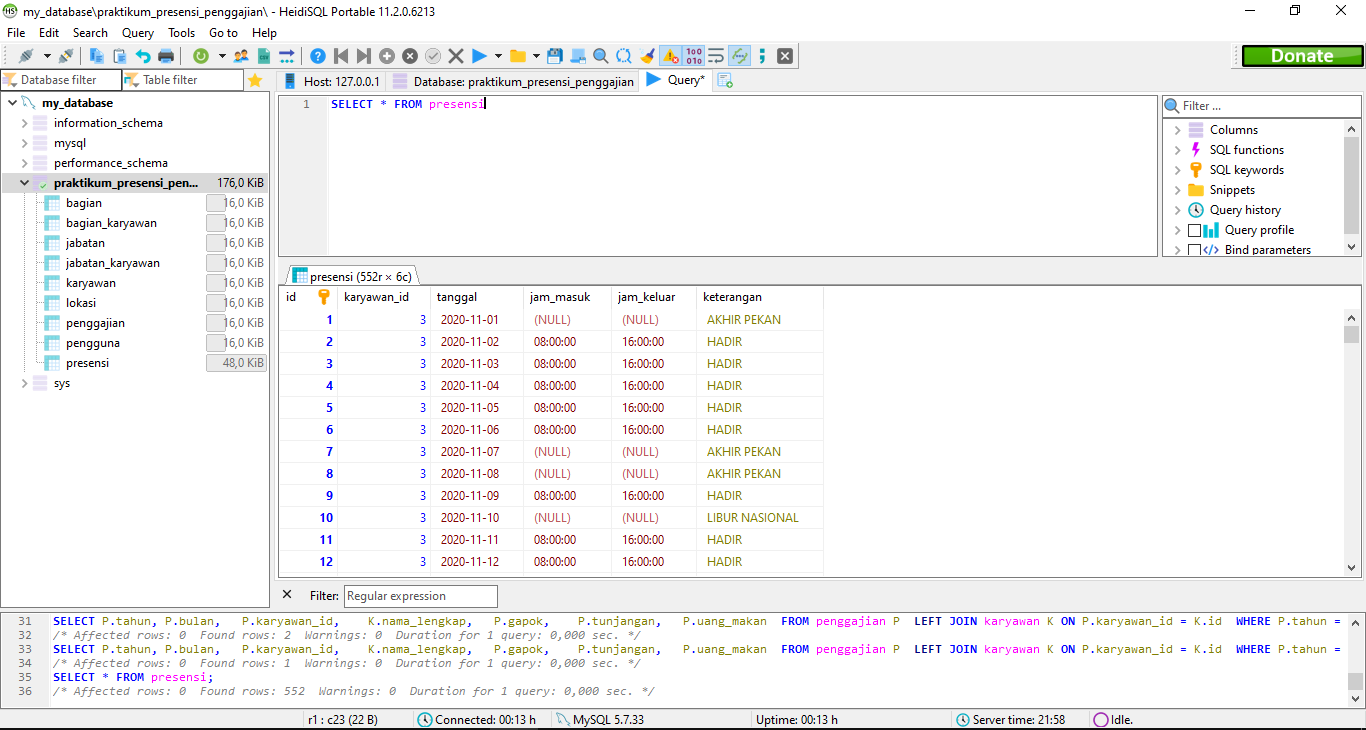 my_database\praktikum_presensi_penggajian\ - HeidiSQL Portable 11.2.0.6213
File Edit Search Query Tools Go to Help
Donate
Database filter Table filter Host: 127.0.0.1 Database: praktikum_presensi_penggajian Query*
my_database
information_schema
mysql
performance_schema
praktikum_presensi_pen... 176,0 KiB
bagian 16,0 KiB
bagian_karyawan 16,0 KiB
jabatan 16,0 KiB
jabatan_karyawan 16,0 KiB
karyawan 16,0 KiB
lokasi 16,0 KiB
penggajian 16,0 KiB
pengguna 16,0 KiB
presensi 48,0 KiB
sys
1 SELECT * FROM presensi
Filter ...
Columns
SQL functions
SQL keywords
Snippets
Query history
Query profile
Bind parameters
presensi (552r × 6c)
id karyawan_id tanggal jam_masuk jam_keluar keterangan
1 3 2020-11-01 (NULL) (NULL) AKHIR PEKAN
2 3 2020-11-02 08:00:00 16:00:00 HADIR
3 3 2020-11-03 08:00:00 16:00:00 HADIR
4 3 2020-11-04 08:00:00 16:00:00 HADIR
5 3 2020-11-05 08:00:00 16:00:00 HADIR
6 3 2020-11-06 08:00:00 16:00:00 HADIR
7 3 2020-11-07 (NULL) (NULL) AKHIR PEKAN
8 3 2020-11-08 (NULL) (NULL) AKHIR PEKAN
9 3 2020-11-09 08:00:00 16:00:00 HADIR
10 3 2020-11-10 (NULL) (NULL) LIBUR NASIONAL
11 3 2020-11-11 08:00:00 16:00:00 HADIR
12 3 2020-11-12 08:00:00 16:00:00 HADIR
Filter: Regular expression
31 SELECT P.tahun, P.bulan, P.karyawan_id, K.nama_lengkap, P.gapok, P.tunjangan, P.uang_makan FROM penggajian P LEFT JOIN karyawan K ON P.karyawan_id = K.id WHERE P.tahun =
32 /* Affected rows: 0 Found rows: 2 Warnings: 0 Duration for 1 query: 0,000 sec. */
33 SELECT P.tahun, P.bulan, P.karyawan_id, K.nama_lengkap, P.gapok, P.tunjangan, P.uang_makan FROM penggajian P LEFT JOIN karyawan K ON P.karyawan_id = K.id WHERE P.tahun =
34 /* Affected rows: 0 Found rows: 1 Warnings: 0 Duration for 1 query: 0,000 sec. */
35 SELECT * FROM presensi;
36 /* Affected rows: 0 Found rows: 552 Warnings: 0 Duration for 1 query: 0,000 sec. */
r1 : c23 (22 B) Connected: 00:13 h MySQL 5.7.33 Uptime: 00:13 h Server time: 21:58 Idle.